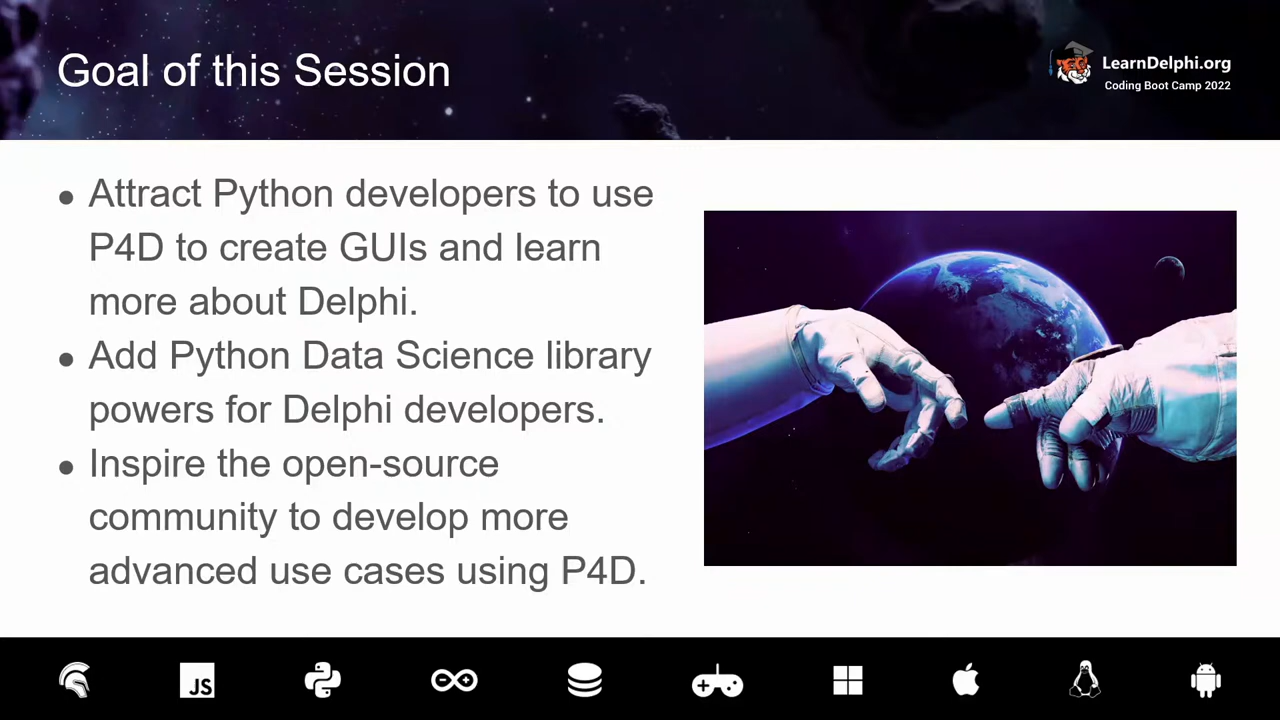 Goal of this Session
LearnDelphi.org
Coding Boot Camp 2022
● Attract Python developers to use
P4D to create GUIs and learn
more about Delphi.
● Add Python Data Science library
powers for Delphi developers.
● Inspire the open-source
community to develop more
advanced use cases using P4D.
JS